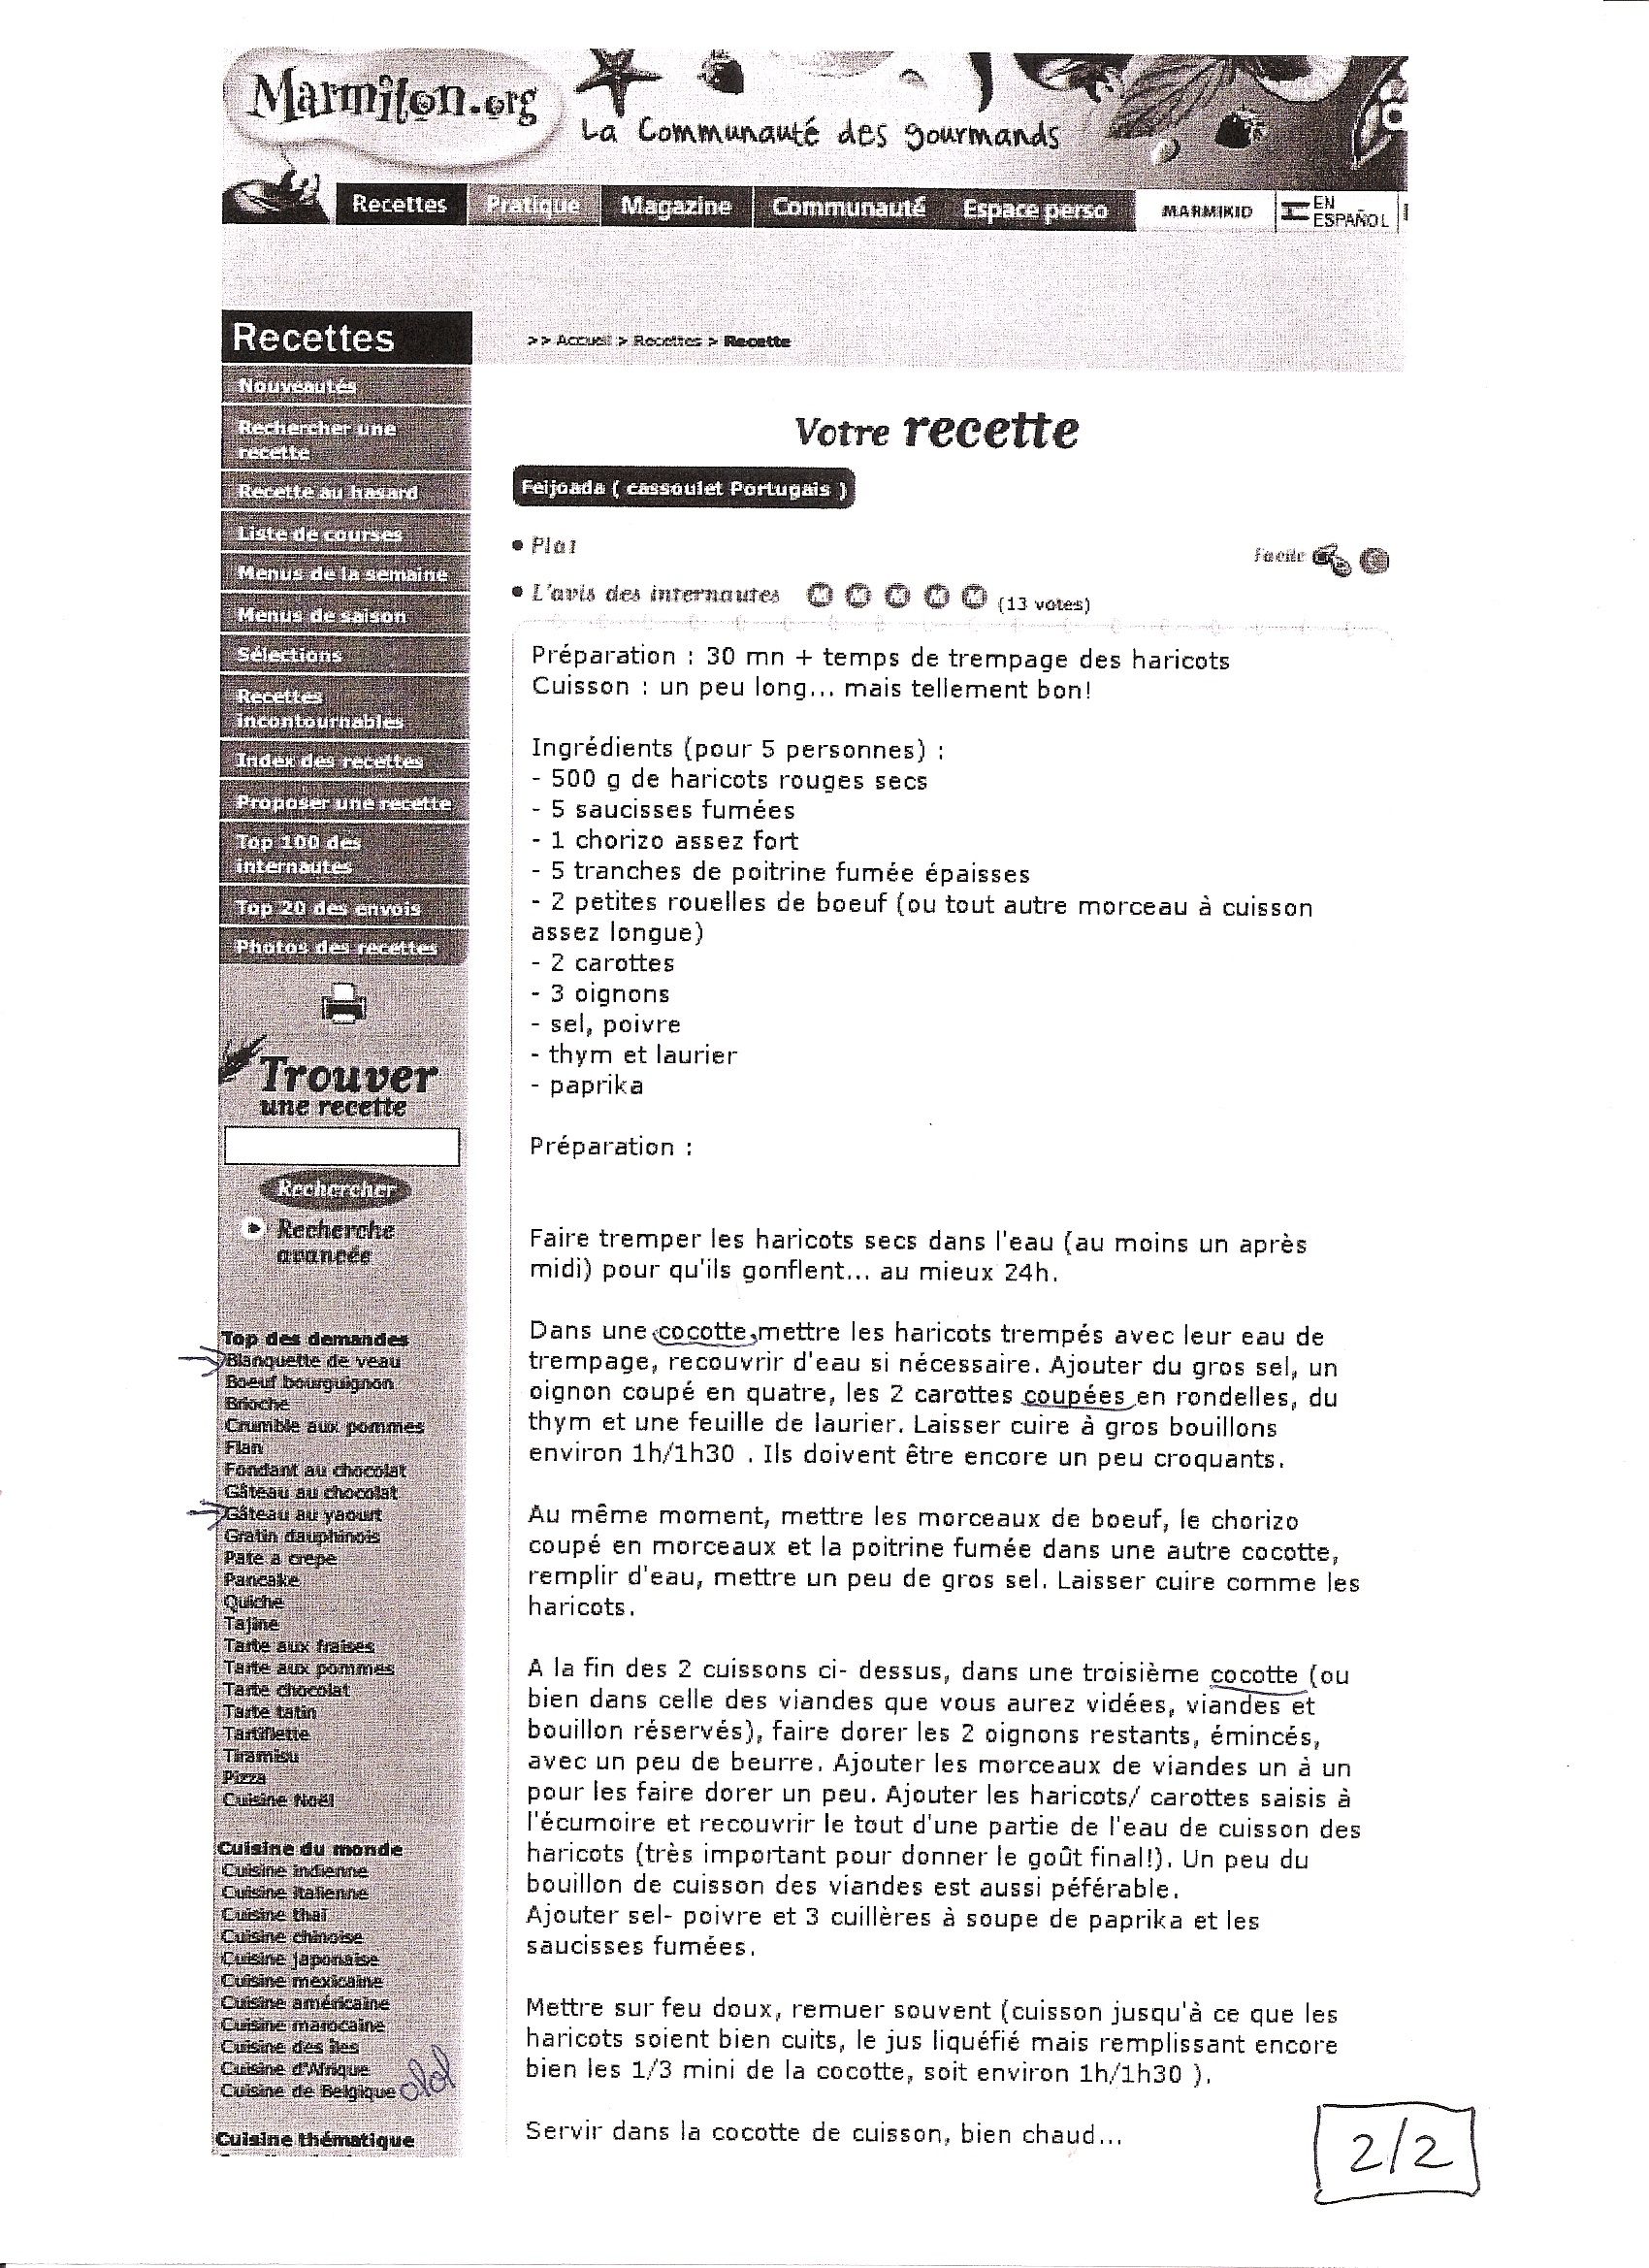 Marmiton.org
La Communauté des gourmands
Recettes Pratique Magazine Communauté Espace perso MARMIKID EN ESPAÑOL
Recettes
>> Accueil > Recettes > Recette
Nouveautés
Rechercher une
recette
Recette au hasard
Liste de courses
Menus de la semaine
Menus de saison
Sélections
Recettes
incontournables
Index des recettes
Proposer une recette
Top 100 des
internautes
Top 20 des envois
Photos des recettes
Trouver
une recette
Rechercher
Recherche
avancée
Top des demandes
Blanquette de veau
Boeuf bourguignon
Brioche
Crumble aux pommes
Flan
Fondant au chocolat
Gâteau au chocolat
Gâteau au yaourt
Gratin dauphinois
Pate a crepe
Pancake
Quiche
Tajine
Tarte aux fraises
Tarte aux pommes
Tarte chocolat
Tarte tatin
Tartiflette
Tiramisu
Pizza
Cuisine Noël
Cuisine du monde
Cuisine indienne
Cuisine italienne
Cuisine thaï
Cuisine chinoise
Cuisine japonaise
Cuisine mexicaine
Cuisine américaine
Cuisine marocaine
Cuisine des îles
Cuisine d'Afrique
Cuisine de Belgique
Cuisine thématique
Votre recette
Feijoada ( cassoulet Portugais )
Plat
Facile
L'avis des internautes (13 votes)
Préparation : 30 mn + temps de trempage des haricots
Cuisson : un peu long... mais tellement bon!
Ingrédients (pour 5 personnes) :
- 500 g de haricots rouges secs
- 5 saucisses fumées
- 1 chorizo assez fort
- 5 tranches de poitrine fumée épaisses
- 2 petites rouelles de boeuf (ou tout autre morceau à cuisson
assez longue)
- 2 carottes
- 3 oignons
- sel, poivre
- thym et laurier
- paprika
Préparation :
Faire tremper les haricots secs dans l'eau (au moins un après
midi) pour qu'ils gonflent... au mieux 24h.
Dans une cocotte, mettre les haricots trempés avec leur eau de
trempage, recouvrir d'eau si nécessaire. Ajouter du gros sel, un
oignon coupé en quatre, les 2 carottes coupées en rondelles, du
thym et une feuille de laurier. Laisser cuire à gros bouillons
environ 1h/1h30 . Ils doivent être encore un peu croquants.
Au même moment, mettre les morceaux de boeuf, le chorizo
coupé en morceaux et la poitrine fumée dans une autre cocotte,
remplir d'eau, mettre un peu de gros sel. Laisser cuire comme les
haricots.
A la fin des 2 cuissons ci- dessus, dans une troisième cocotte (ou
bien dans celle des viandes que vous aurez vidées, viandes et
bouillon réservés), faire dorer les 2 oignons restants, émincés,
avec un peu de beurre. Ajouter les morceaux de viandes un à un
pour les faire dorer un peu. Ajouter les haricots/ carottes saisis à
l'écumoire et recouvrir le tout d'une partie de l'eau de cuisson des
haricots (très important pour donner le goût final!). Un peu du
bouillon de cuisson des viandes est aussi péférable.
Ajouter sel- poivre et 3 cuillères à soupe de paprika et les
saucisses fumées.
Mettre sur feu doux, remuer souvent (cuisson jusqu'à ce que les
haricots soient bien cuits, le jus liquéfié mais remplissant encore
bien les 1/3 mini de la cocotte, soit environ 1h/1h30 ).
Servir dans la cocotte de cuisson, bien chaud...
2/2